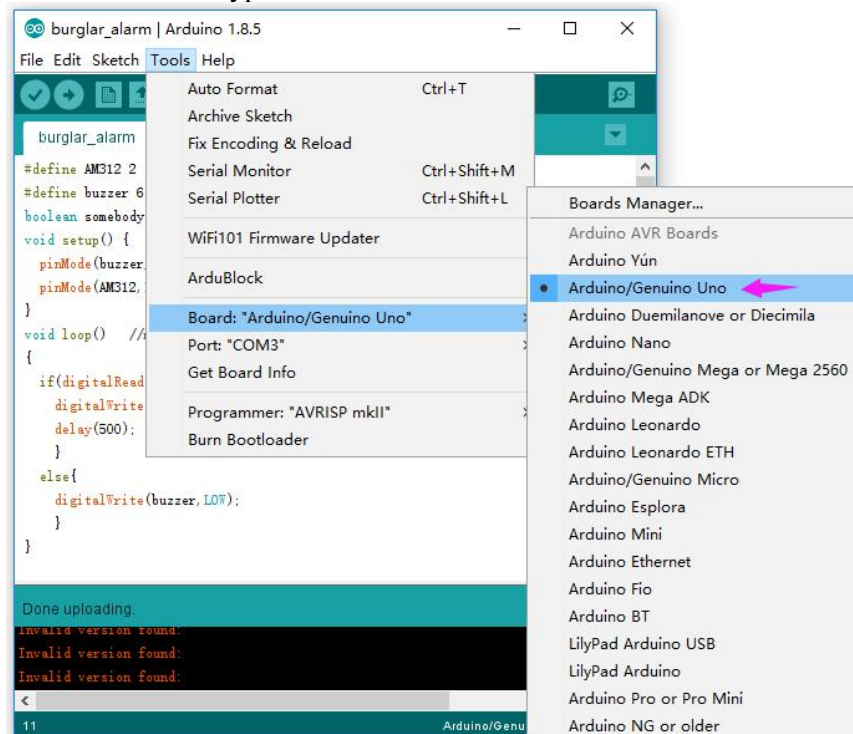 burglar_alarm | Arduino 1.8.5
File Edit Sketch Tools Help
Auto Format Ctrl+T
Archive Sketch
Fix Encoding & Reload
Serial Monitor Ctrl+Shift+M
Serial Plotter Ctrl+Shift+L
WiFi101 Firmware Updater
ArduBlock
Board: "Arduino/Genuino Uno"
Port: "COM3"
Get Board Info
Programmer: "AVRISP mkII"
Burn Bootloader
Boards Manager...
Arduino AVR Boards
Arduino Yún
Arduino/Genuino Uno
Arduino Duemilanove or Diecimila
Arduino Nano
Arduino/Genuino Mega or Mega 2560
Arduino Mega ADK
Arduino Leonardo
Arduino Leonardo ETH
Arduino/Genuino Micro
Arduino Esplora
Arduino Mini
Arduino Ethernet
Arduino Fio
Arduino BT
LilyPad Arduino USB
LilyPad Arduino
Arduino Pro or Pro Mini
Arduino NG or older
burglar_alarm
#define AM312 2
#define buzzer 6
boolean somebody
void setup() {
pinMode(buzzer,
pinMode(AM312,
}
void loop() //
{
if(digitalRead
digitalWrite
delay(500);
}
else{
digitalWrite(buzzer,LOW);
}
}
Done uploading.
Invalid version found:
Invalid version found:
Invalid version found:
11 Arduino/Genu